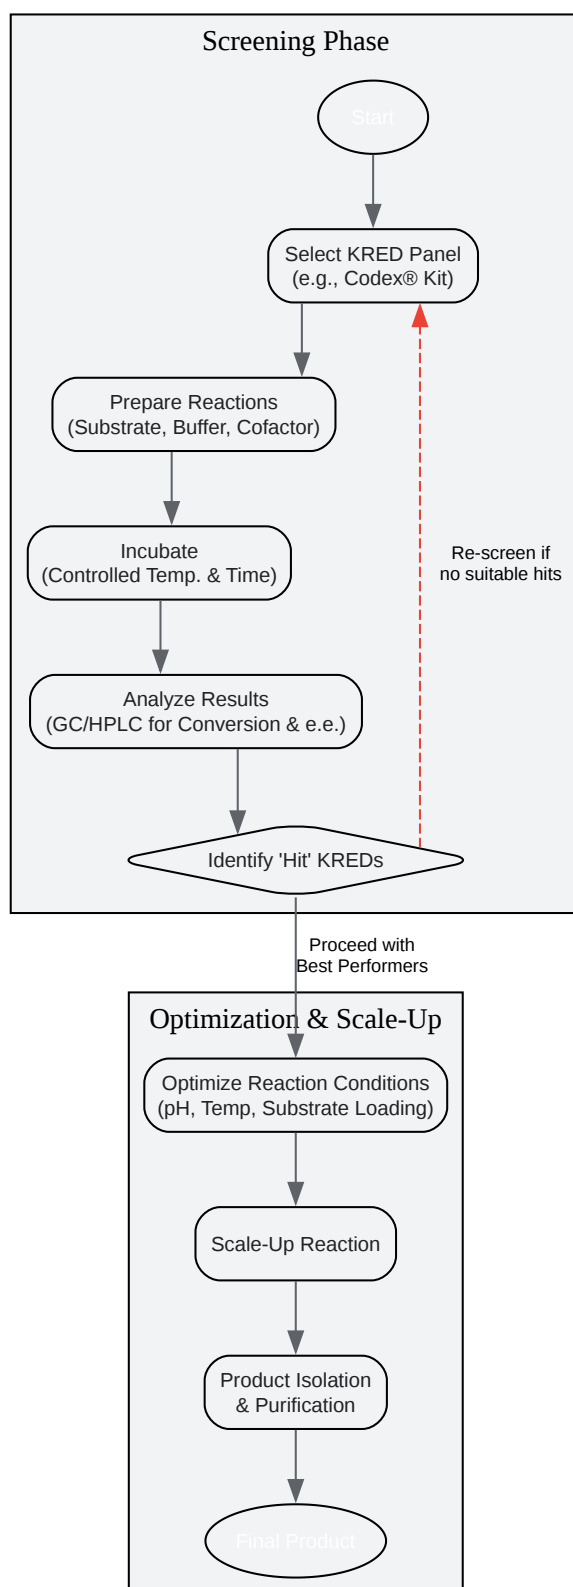 Screening Phase
Start
Select KRED Panel
(e.g., Codex® Kit)
Prepare Reactions
(Substrate, Buffer, Cofactor)
Incubate
(Controlled Temp. & Time)
Re-screen if
no suitable hits
Analyze Results
(GC/HPLC for Conversion & e.e.)
Identify 'Hit' KREDs
Proceed with
Best Performers
Optimization & Scale-Up
Optimize Reaction Conditions
(pH, Temp, Substrate Loading)
Scale-Up Reaction
Product Isolation
& Purification
Final Product